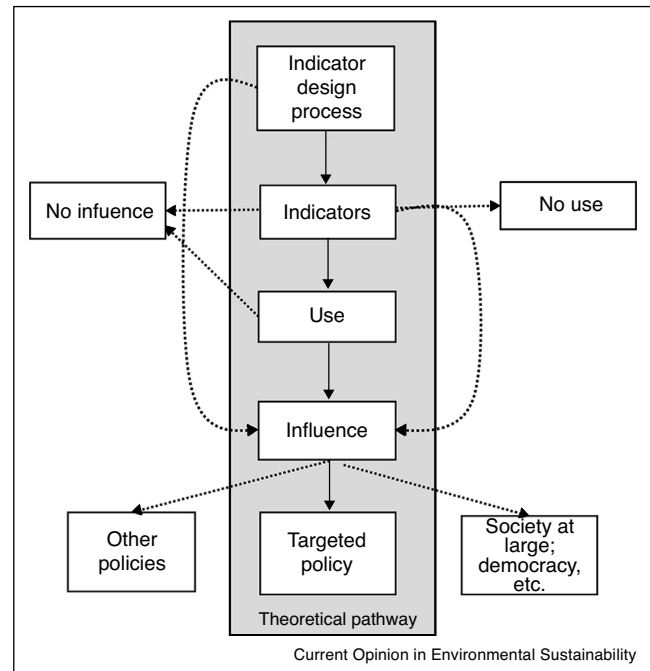 Indicator
design
process
No infuence
Indicators
No use
Use
Influence
Other
policies
Targeted
policy
Society at
large;
democracy,
etc.
Theoretical pathway
Current Opinion in Environmental Sustainability